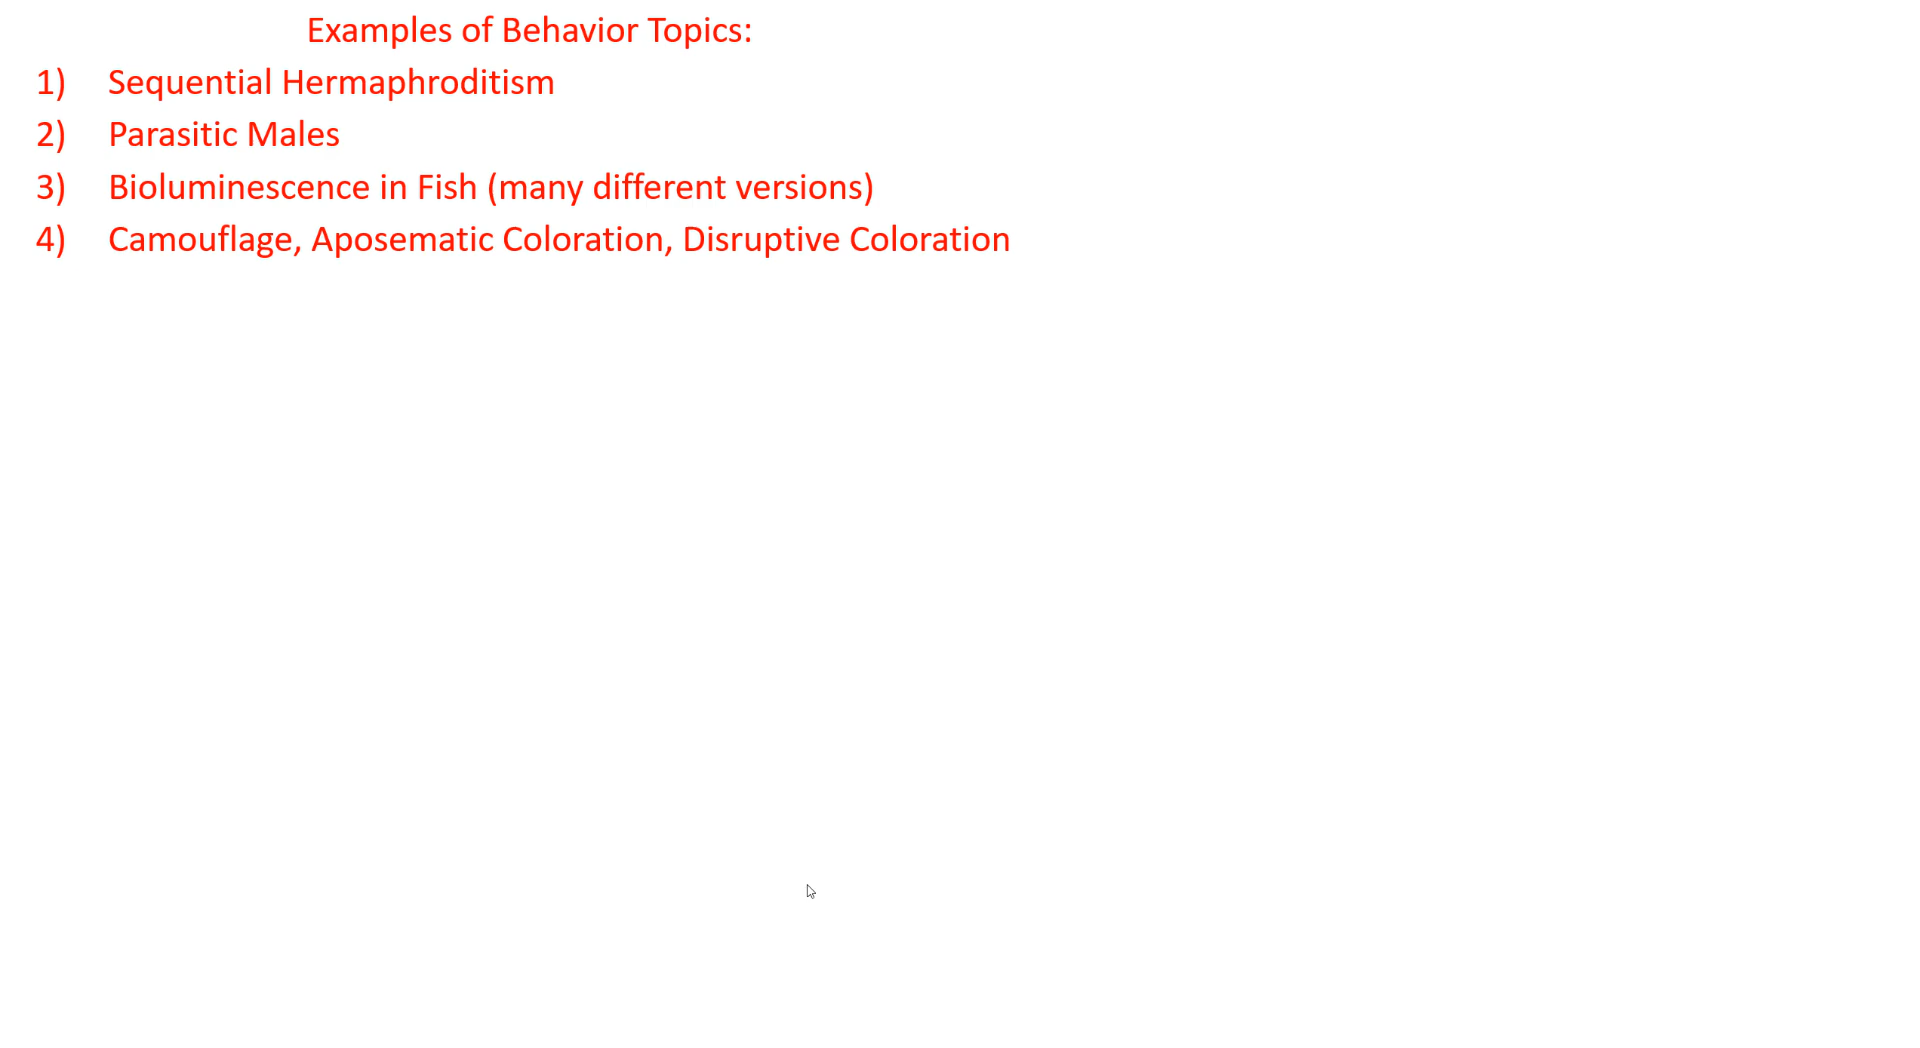 Examples of Behavior Topics:
1) Sequential Hermaphroditism
2) Parasitic Males
3) Bioluminescence in Fish (many different versions)
4) Camouflage, Aposematic Coloration, Disruptive Coloration